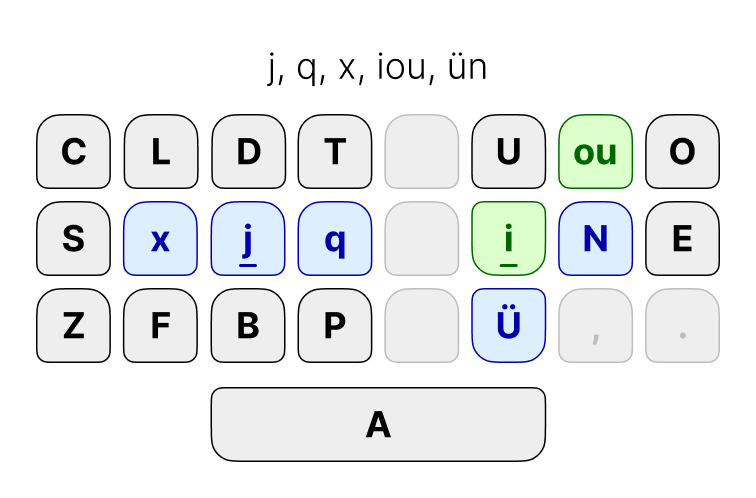 j, q, x, iou, ün
C L D T U ou O
S x j q i N E
Z F B P Ü , .
A